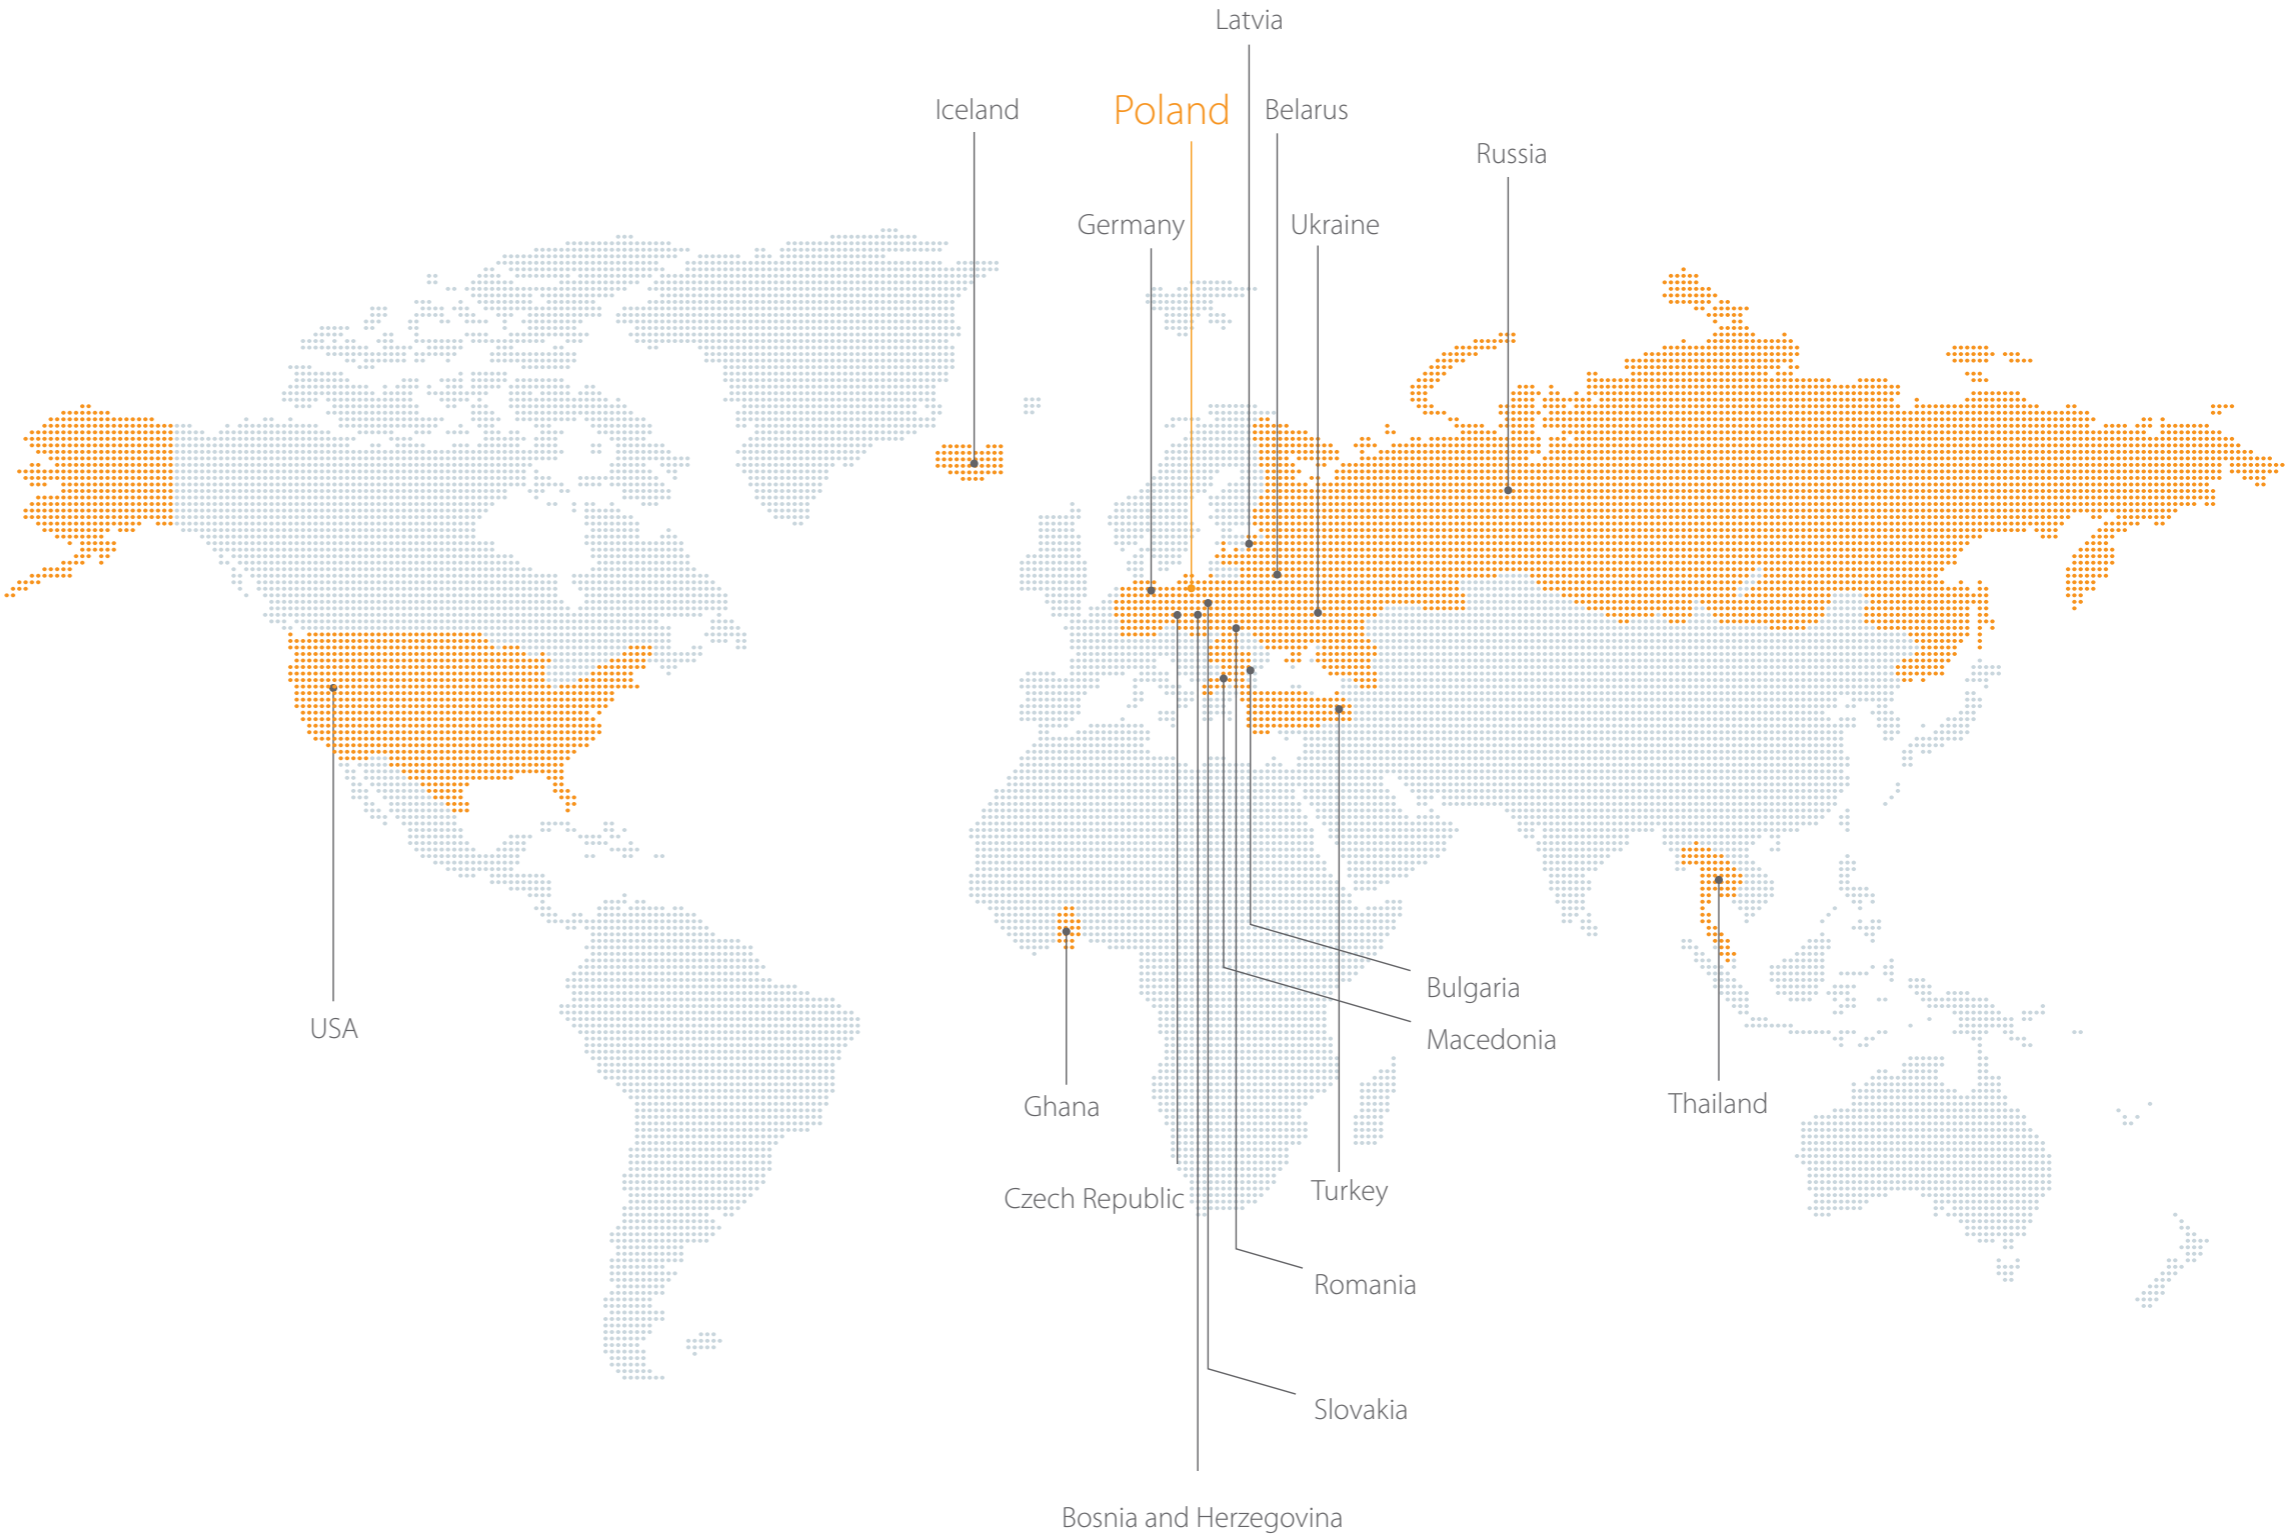 Latvia
Iceland
Poland
Belarus
Russia
Germany
Ukraine
Bulgaria
USA
Macedonia
Ghana
Thailand
Czech Republic
Turkey
Romania
Slovakia
Bosnia and Herzegovina